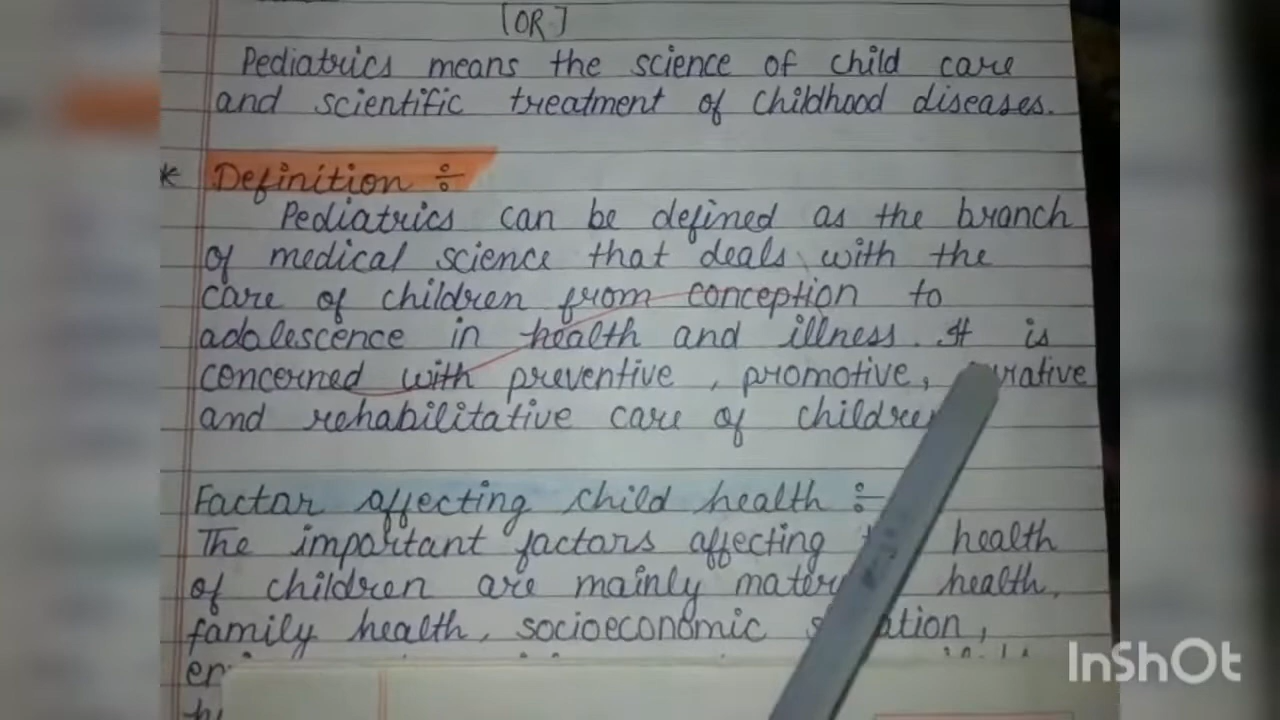 [OR]
Pediatrics means the science of child care
and scientific treatment of childhood diseases.
* Definition ÷
Pediatrics can be defined as the branch
of medical science that deals with the
care of children from conception to
adolescence in health and illness. It is
concerned with preventive, promotive,
and rehabilitative care of
Factor affecting child health ÷
The important factors affecting health
of children are mainly health,
family health, socioeconomic
InShOt